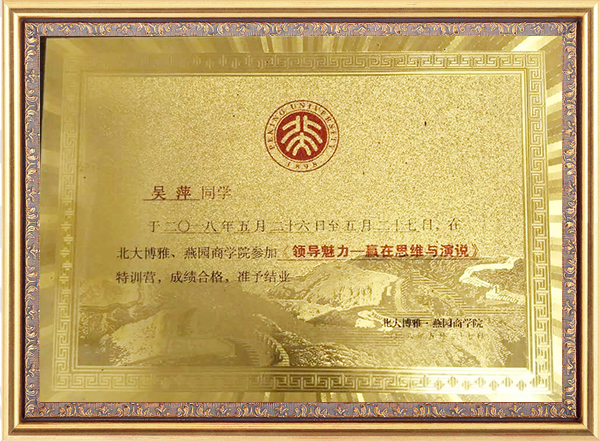 PEKING UNIVERSITY
1898
吴萍同学
于二〇一八年五月二十六日至五月二十七日，在
北大博雅、燕园商学院参加《领导魅力一赢在思维与演说》
特训营，成绩合格，准予结业
北大博雅·燕园商学院